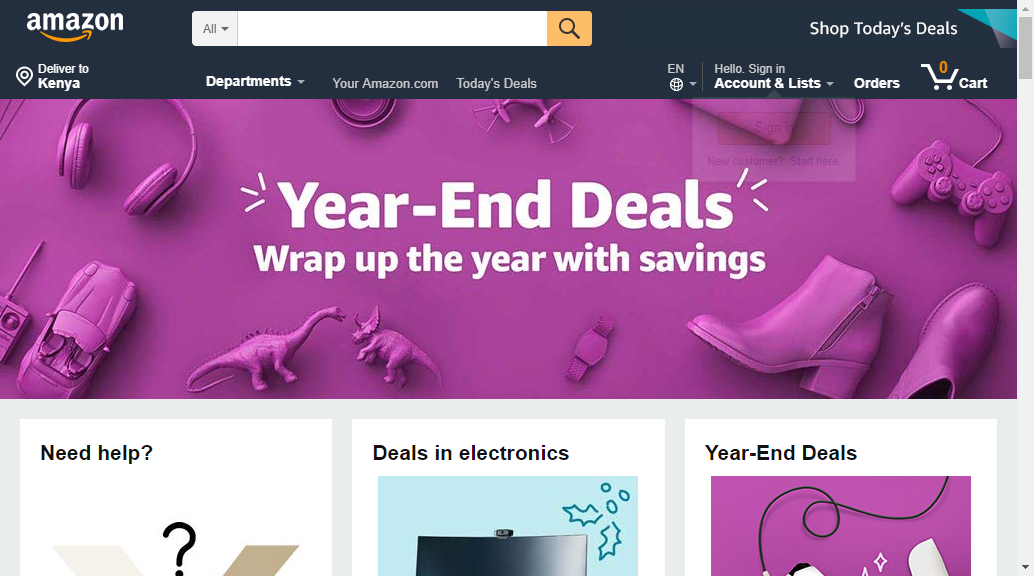 amazon
All
Shop Today's Deals
Deliver to
Kenya
Departments
Your Amazon.com
Today's Deals
EN
Hello. Sign in
Account & Lists
Orders
0
Cart
Sign in
New customer? Start here.
Year-End Deals
Wrap up the year with savings
Need help?
Deals in electronics
Year-End Deals
?